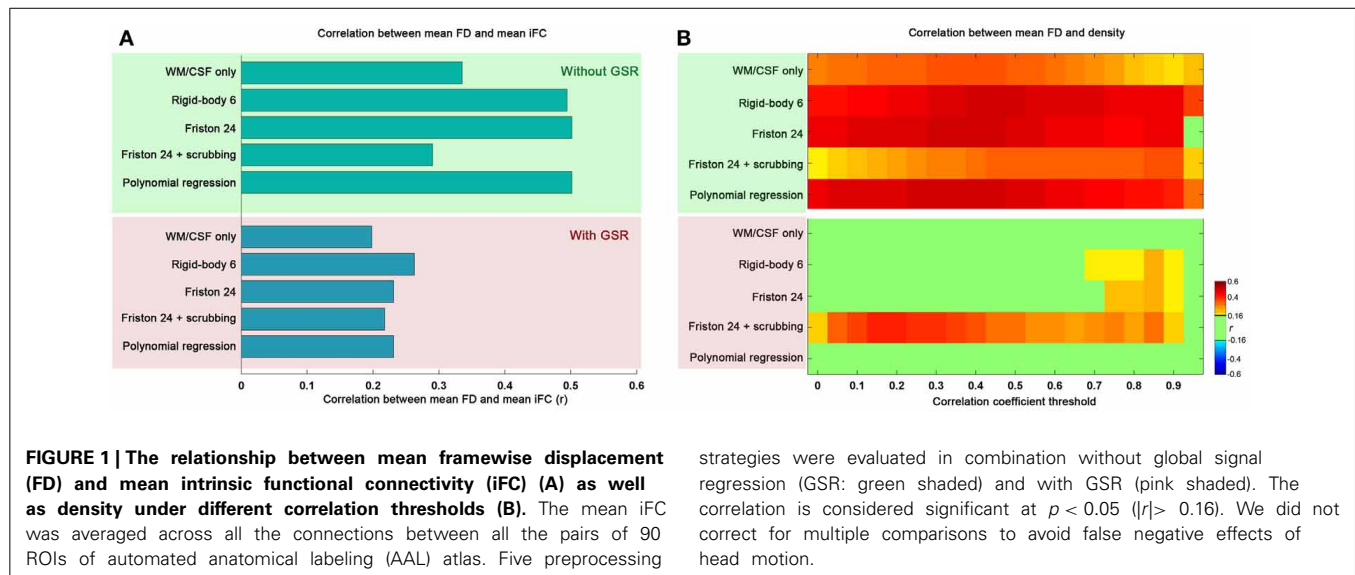 A
Correlation between mean FD and mean iFC
WM/CSF only
Without GSR
Rigid-body 6
Friston 24
Friston 24 + scrubbing
Polynomial regression
WM/CSF only
With GSR
Rigid-body 6
Friston 24
Friston 24 + scrubbing
Polynomial regression
0 0.1 0.2 0.3 0.4 0.5 0.6
Correlation between mean FD and mean iFC (r)
B
Correlation between mean FD and density
WM/CSF only
Rigid-body 6
Friston 24
Friston 24 + scrubbing
Polynomial regression
WM/CSF only
Rigid-body 6
Friston 24
Friston 24 + scrubbing
Polynomial regression
0 0.1 0.2 0.3 0.4 0.5 0.6 0.7 0.8 0.9
Correlation coefficient threshold
0.6
0.4
0.16
r
-0.16
-0.4
-0.6
FIGURE 1 | The relationship between mean framewise displacement
(FD) and mean intrinsic functional connectivity (iFC) (A) as well
as density under different correlation thresholds (B). The mean iFC
was averaged across all the connections between all the pairs of 90
ROIs of automated anatomical labeling (AAL) atlas. Five preprocessing
strategies were evaluated in combination without global signal
regression (GSR: green shaded) and with GSR (pink shaded). The
correlation is considered significant at p < 0.05 (|r|> 0.16). We did not
correct for multiple comparisons to avoid false negative effects of
head motion.